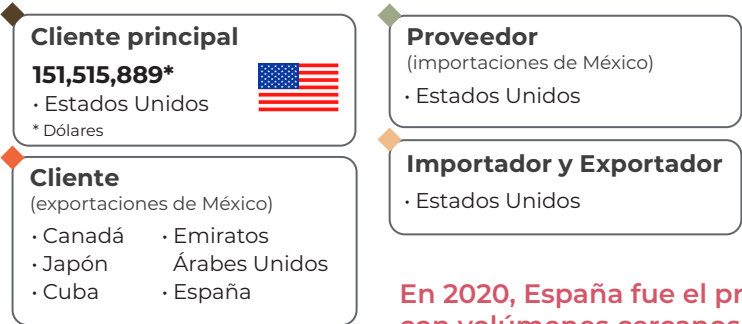 Cliente principal
151,515,889*
• Estados Unidos
* Dólares
Cliente
(exportaciones de México)
• Canadá
• Japón
• Cuba
• Emiratos
Árabes Unidos
• España
Proveedor
(importaciones de México)
• Estados Unidos
Importador y Exportador
• Estados Unidos
En 2020, España fue el pr